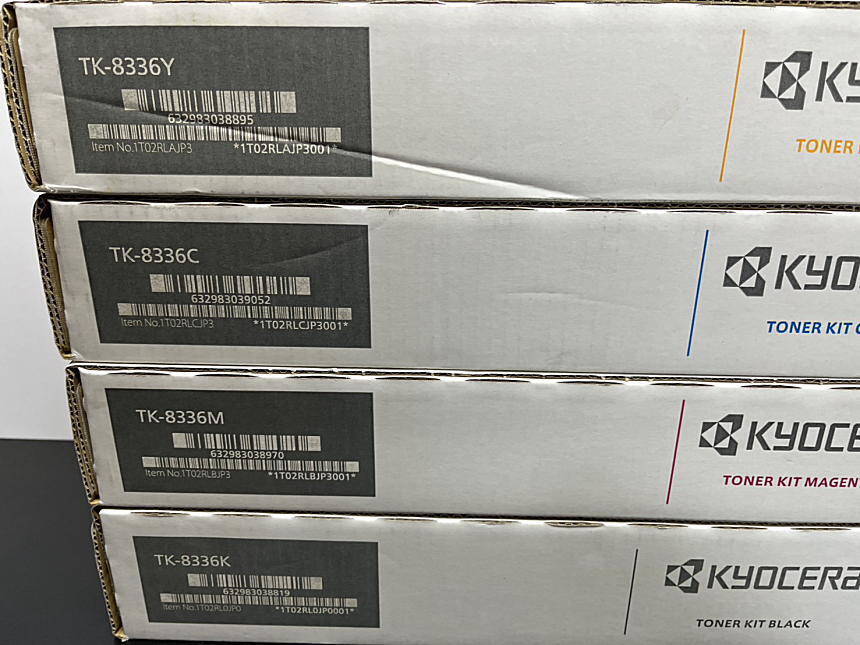 TK-8336Y
632983038895
Item No.1T02RLAJP3 *1T02RLAJP3001*
KYO
TONER
TK-8336C
632983039052
Item No.1T02RLCJP3 *1T02RLCJP3001*
KYO
TONER KIT C
TK-8336M
632983038970
Item No.1T02RLBJP3 *1T02RLBJP3001*
KYOCE
TONER KIT MAGEN
TK-8336K
632983038819
Item No.1T02RL0JP0 *1T02RL0JP0001*
KYOCERA
TONER KIT BLACK